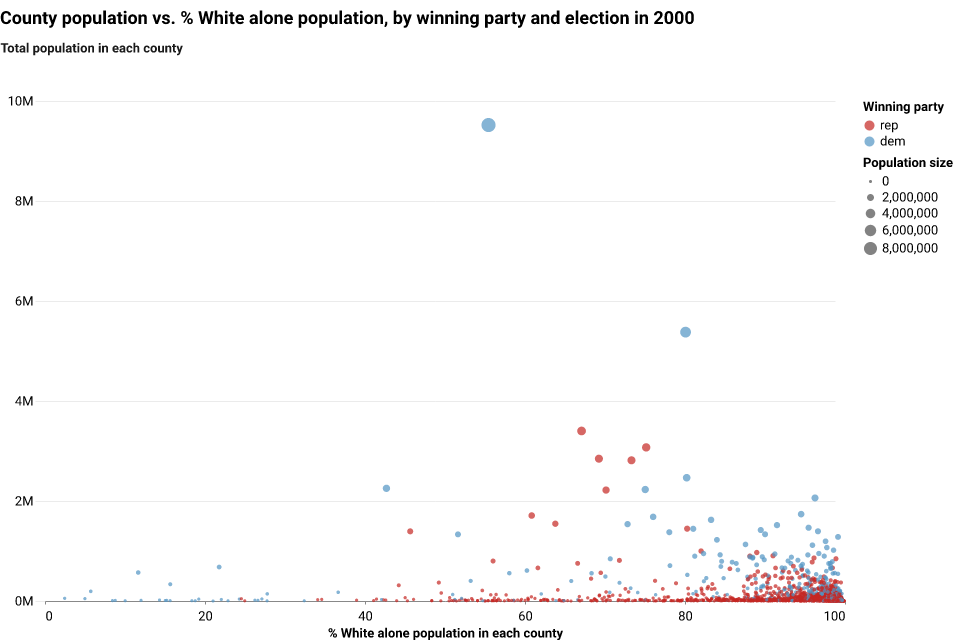 County population vs. % White alone population, by winning party and election in 2000
Total population in each county
10M
8M
6M
4M
2M
0M
0
20
40
60
80
100
% White alone population in each county
Winning party
rep
dem
Population size
0
2,000,000
4,000,000
6,000,000
8,000,000